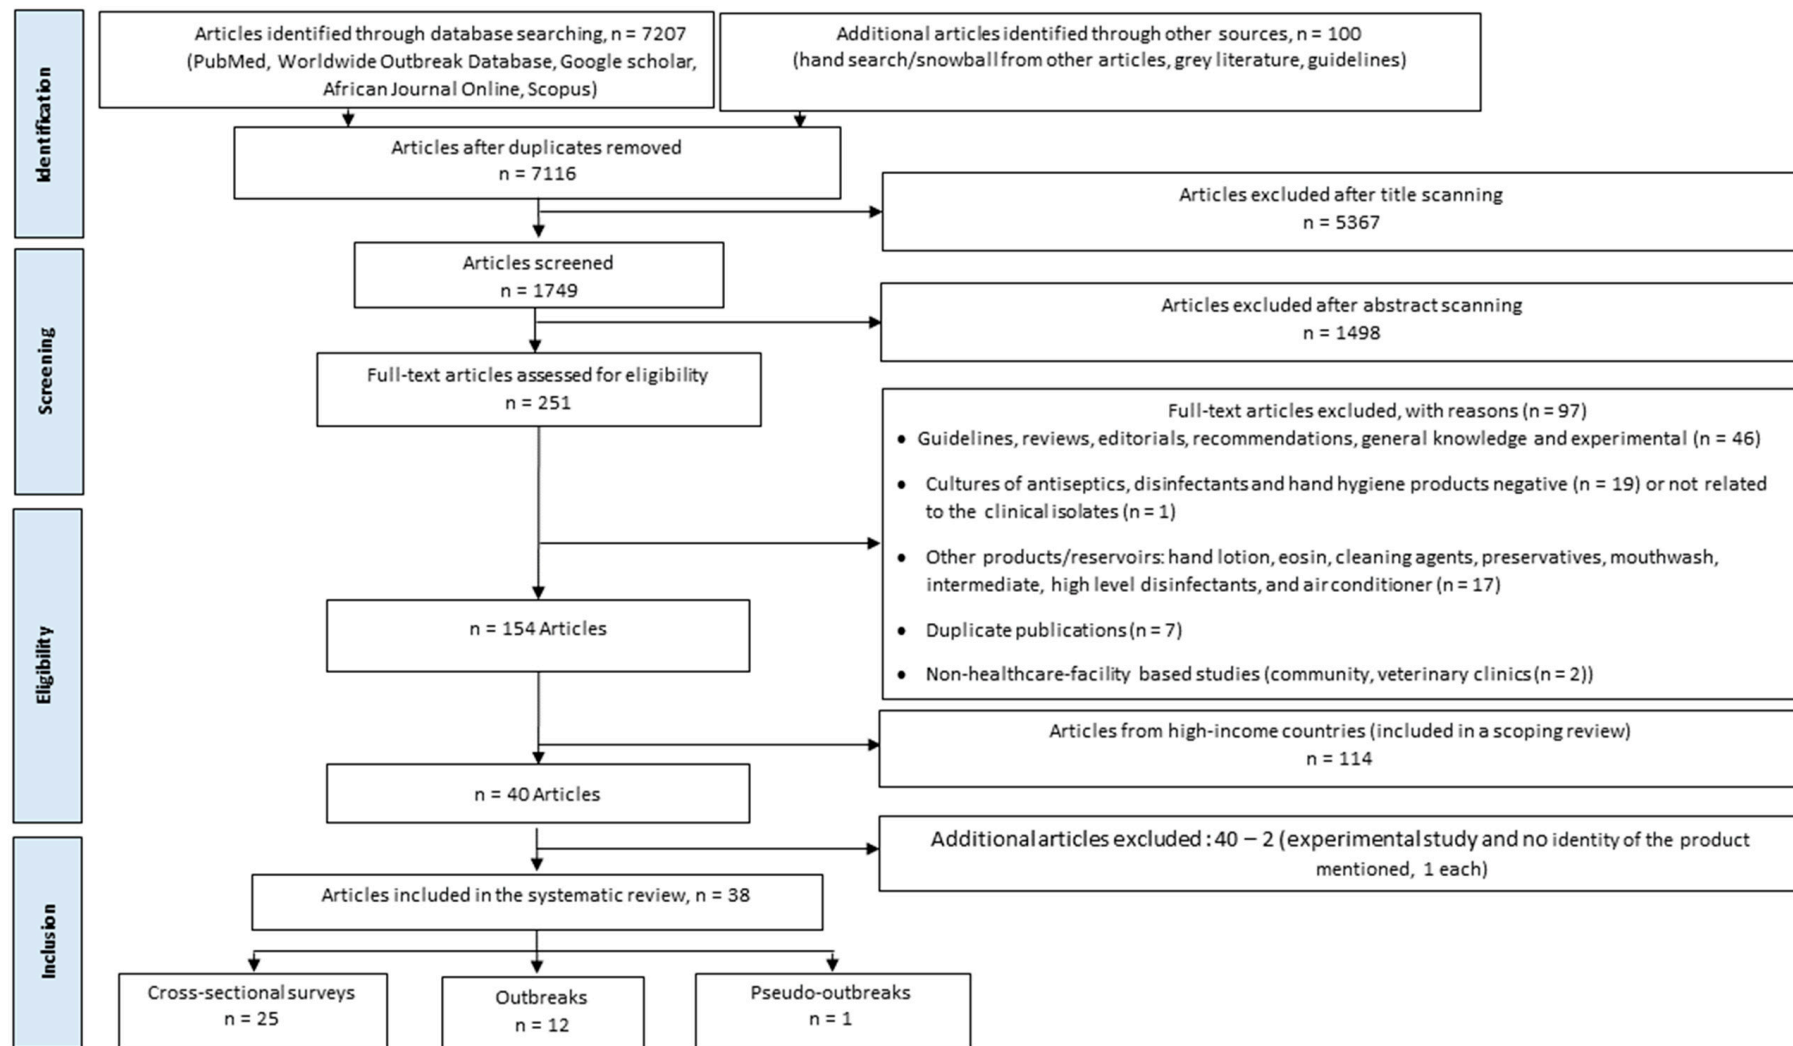 Identification
Articles identified through database searching, n = 7207
(PubMed, Worldwide Outbreak Database, Google scholar,
African Journal Online, Scopus)
Additional articles identified through other sources, n = 100
(hand search/snowball from other articles, grey literature, guidelines)
Articles after duplicates removed
n = 7116
Articles excluded after title scanning
n = 5367
Screening
Articles screened
n = 1749
Articles excluded after abstract scanning
n = 1498
Full-text articles assessed for eligibility
n = 251
Full-text articles excluded, with reasons (n = 97)
• Guidelines, reviews, editorials, recommendations, general knowledge and experimental (n = 46)
• Cultures of antiseptics, disinfectants and hand hygiene products negative (n = 19) or not related
to the clinical isolates (n = 1)
• Other products/reservoirs: hand lotion, eosin, cleaning agents, preservatives, mouthwash,
intermediate, high level disinfectants, and air conditioner (n = 17)
• Duplicate publications (n = 7)
• Non-healthcare-facility based studies (community, veterinary clinics (n = 2))
Eligibility
n = 154 Articles
Articles from high-income countries (included in a scoping review)
n = 114
n = 40 Articles
Additional articles excluded : 40 – 2 (experimental study and no identity of the product
mentioned, 1 each)
Inclusion
Articles included in the systematic review, n = 38
Cross-sectional surveys
n = 25
Outbreaks
n = 12
Pseudo-outbreaks
n = 1